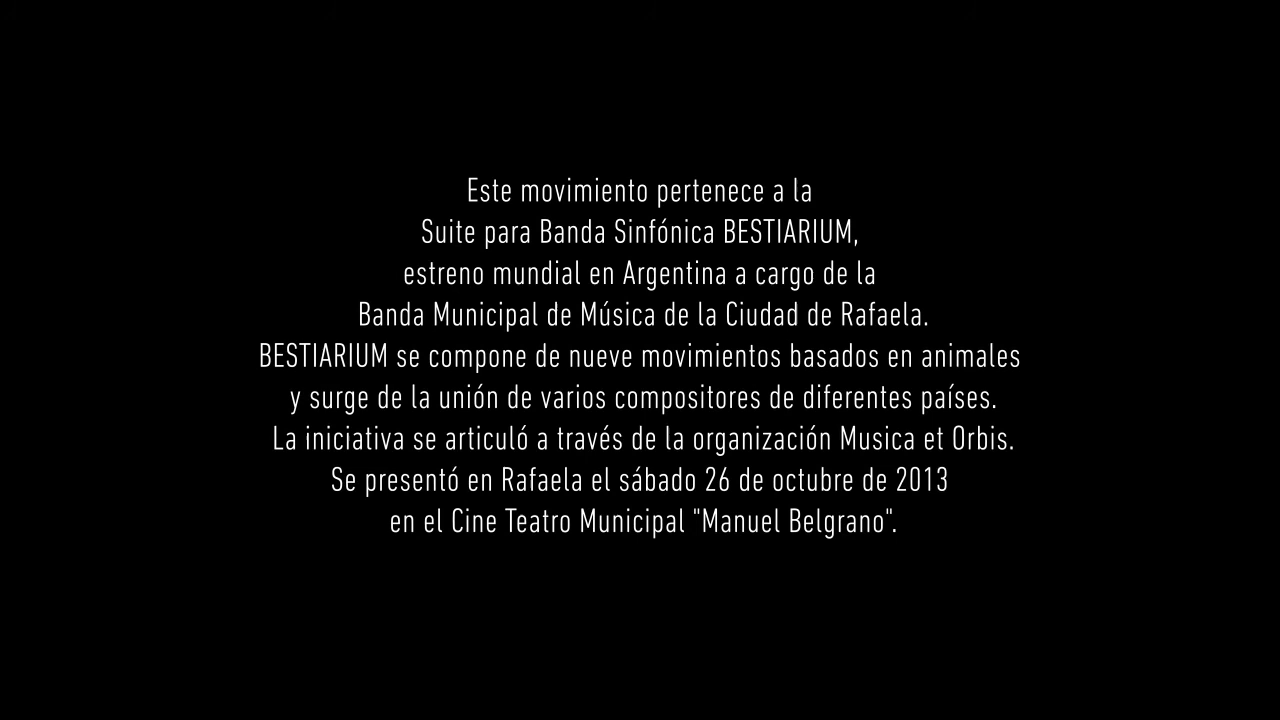 Este movimiento pertenece a la
Suite para Banda Sinfónica BESTIARIUM,
estreno mundial en Argentina a cargo de la
Banda Municipal de Música de la Ciudad de Rafaela.
BESTIARIUM se compone de nueve movimientos basados en animales
y surge de la unión de varios compositores de diferentes países.
La iniciativa se articuló a través de la organización Musica et Orbis.
Se presentó en Rafaela el sábado 26 de octubre de 2013
en el Cine Teatro Municipal "Manuel Belgrano".